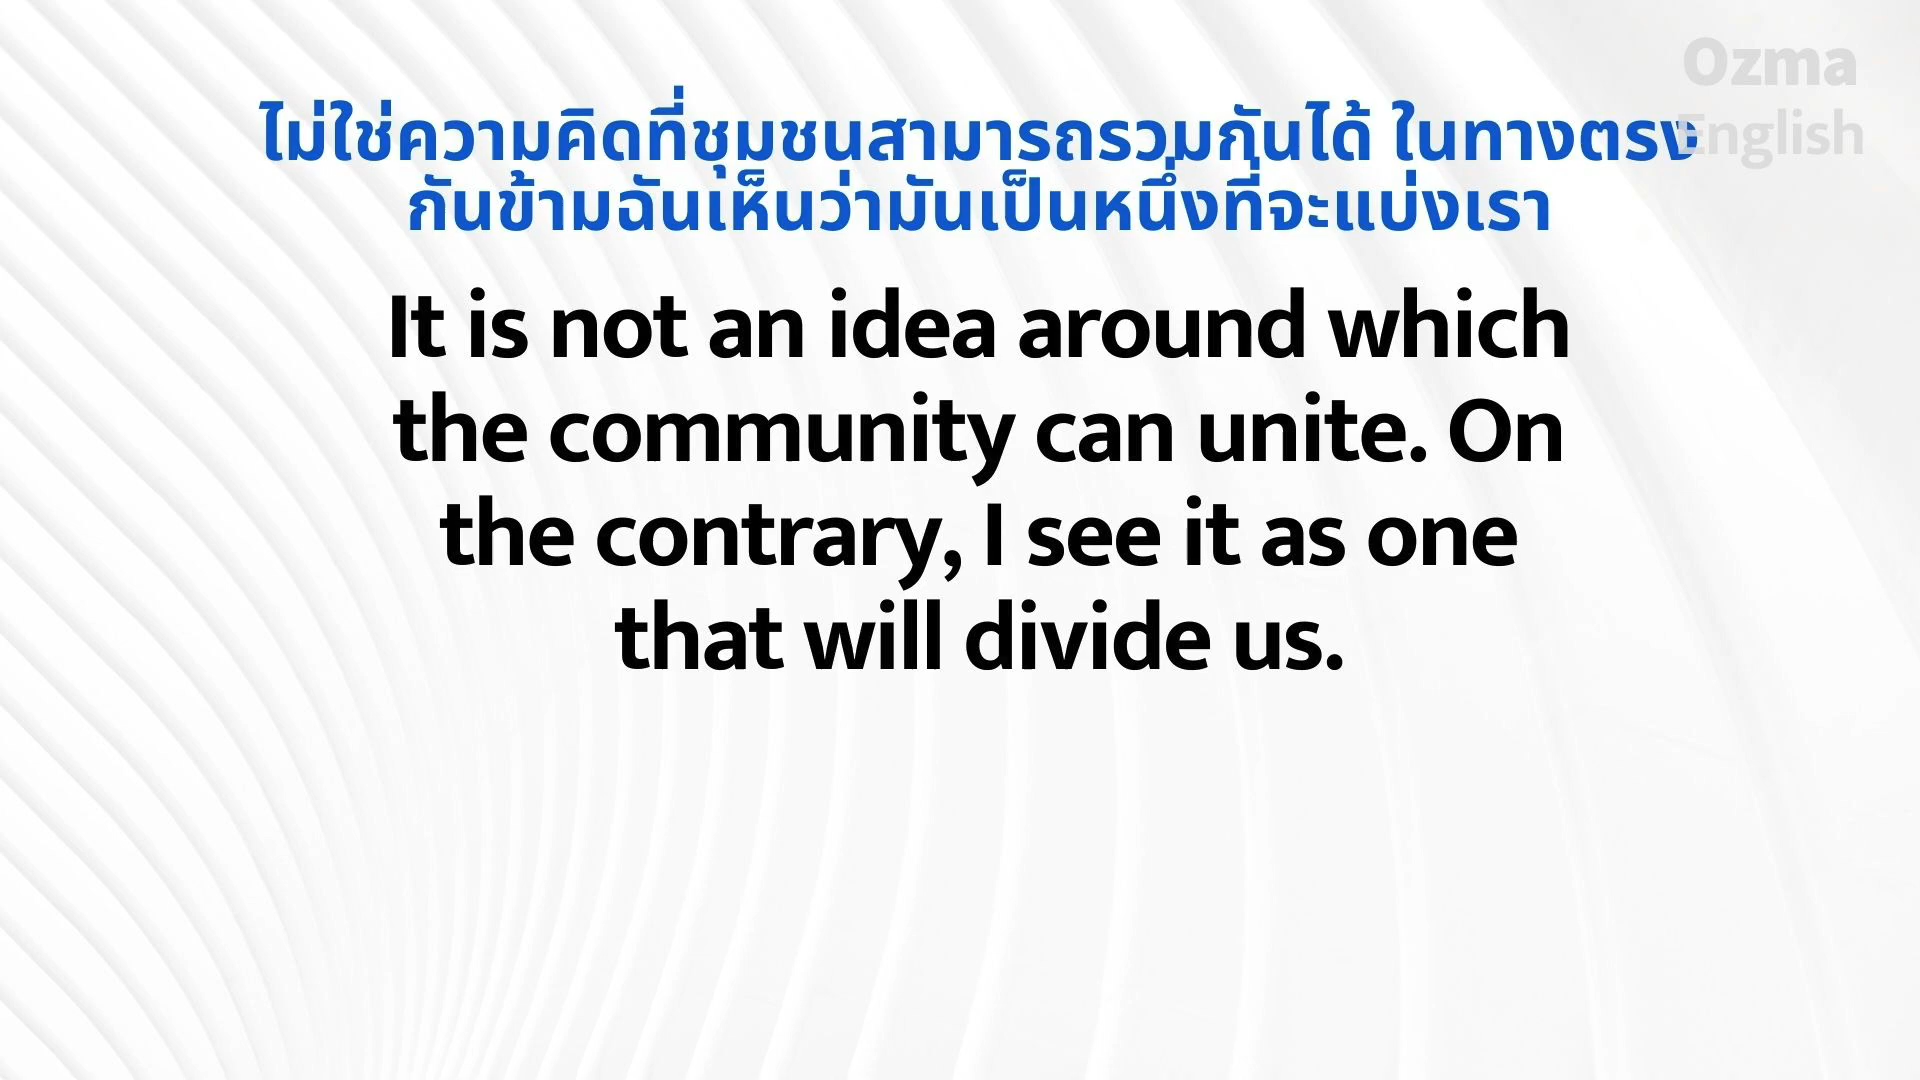 Ozma
English
ไม่ใช่ความคิดที่ชุมชนสามารถรวมกันได้ ในทางตรง
กันข้ามฉันเห็นว่ามันเป็นหนึ่งที่จะแบ่งเรา
It is not an idea around which
the community can unite. On
the contrary, I see it as one
that will divide us.